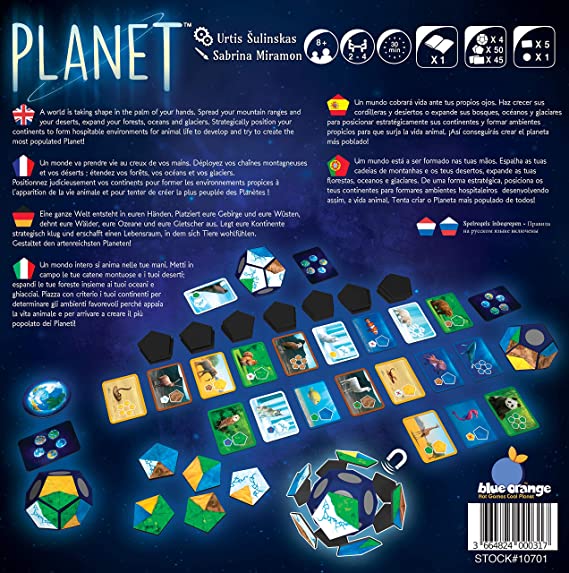 PLANET™
Urtis Šulinskas
Sabrina Miramon
8+
2 - 4
30
min
X 1
X 4
X 50
X 45
X 5
X 1
A world is taking shape in the palm of your hands. Spread your mountain ranges and
your deserts, expand your forests, oceans and glaciers. Strategically position your
continents to form hospitable environments for animal life to develop and try to create the
most populated Planet!
Un monde va prendre vie au creux de vos mains. Déployez vos chaînes montagneuses
et vos déserts ; étendez vos forêts, vos océans et vos glaciers.
Positionnez judicieusement vos continents pour former les environnements propices à
l'apparition de la vie animale et pour tenter de créer la plus peuplée des Planètes !
Eine ganze Welt entsteht in euren Händen. Platziert eure Gebirge und eure Wüsten,
dehnt eure Wälder, eure Ozeane und eure Gletscher aus. Legt eure Kontinente
strategisch klug und erschafft einen Lebensraum, in dem sich Tiere wohlfühlen.
Gestaltet den artenreichsten Planeten!
Un mondo intero si anima nelle tue mani. Metti in
campo le tue catene montuose e i tuoi deserti;
espandi le tue foreste insieme ai tuoi oceani e
ghiacciai. Piazza con criterio i tuoi continenti per
determinare gli ambienti favorevoli perché appaia
la vita animale e per arrivare a creare il più
popolato dei Planeti!
Un mundo cobrará vida ante tus propios ojos. Haz crecer sus
cordilleras y desiertos o expande sus bosques, océanos y glaciares
para posicionar estratégicamente sus continentes y formar ambientes
propicios para que surja la vida animal. ¡Así conseguirás crear el planeta
más poblado!
Um mundo está a ser formado nas tuas mãos. Espalha as tuas
cadeias de montanhas e os teus desertos, expande as tuas
florestas, oceanos e glaciares. De uma forma estratégica, posiciona os
teus continentes para formares ambientes hospitaleiros desenvolvendo
assim, a vida animal. Tenta criar o Planeta mais populado de todos!
Spelregels inbegrepen - Правила
на русском языке включены
blue orange
Hot Games Cool Planet
3 664824 000317
STOCK#10701